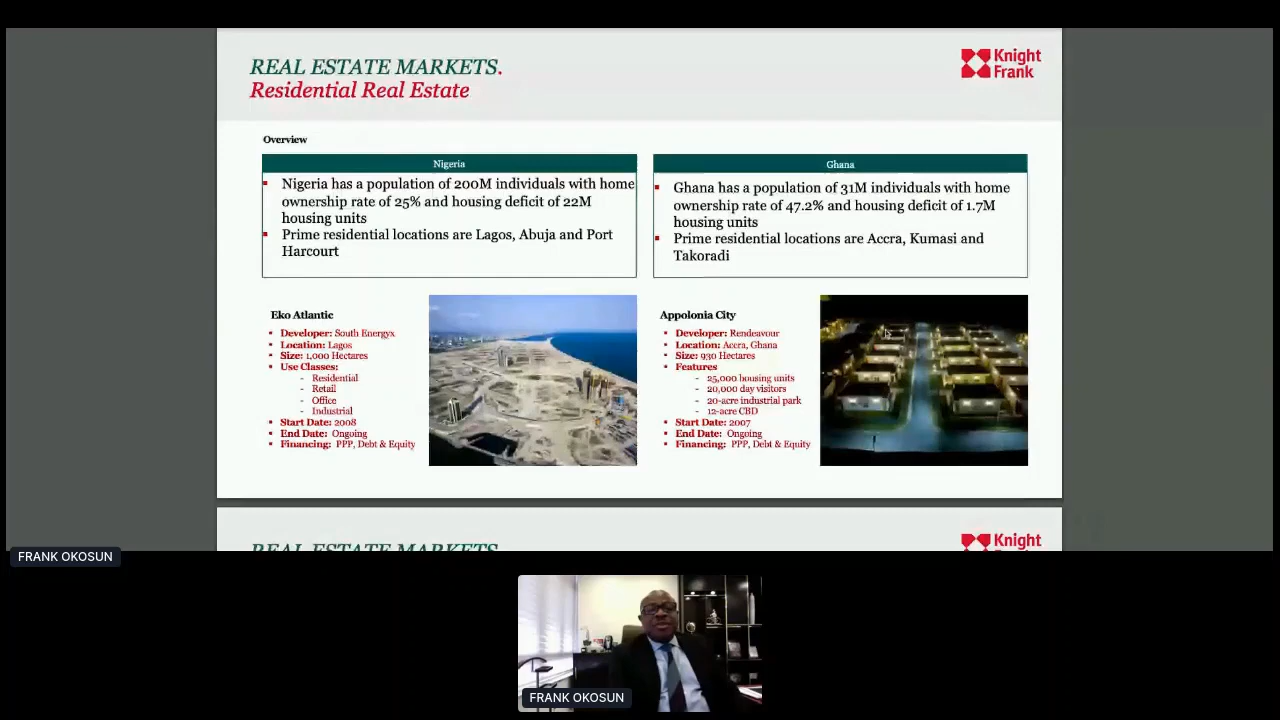 REAL ESTATE MARKETS.
Residential Real Estate
Knight
Frank
Overview
Nigeria
▪ Nigeria has a population of 200M individuals with home
ownership rate of 25% and housing deficit of 22M
housing units
▪ Prime residential locations are Lagos, Abuja and Port
Harcourt
Ghana
▪ Ghana has a population of 31M individuals with home
ownership rate of 47.2% and housing deficit of 1.7M
housing units
▪ Prime residential locations are Accra, Kumasi and
Takoradi
Eko Atlantic
▪ Developer: South Energyx
▪ Location: Lagos
▪ Size: 1,000 Hectares
▪ Use Classes:
- Residential
- Retail
- Office
- Industrial
▪ Start Date: 2008
▪ End Date: Ongoing
▪ Financing: PPP, Debt & Equity
Appolonia City
▪ Developer: Rendeavour
▪ Location: Accra, Ghana
▪ Size: 930 Hectares
▪ Features
- 25,000 housing units
- 20,000 day visitors
- 20-acre industrial park
- 12-acre CBD
▪ Start Date: 2007
▪ End Date: Ongoing
▪ Financing: PPP, Debt & Equity
REAL ESTATE MARKETS
Knight
FRANK OKOSUN
FRANK OKOSUN